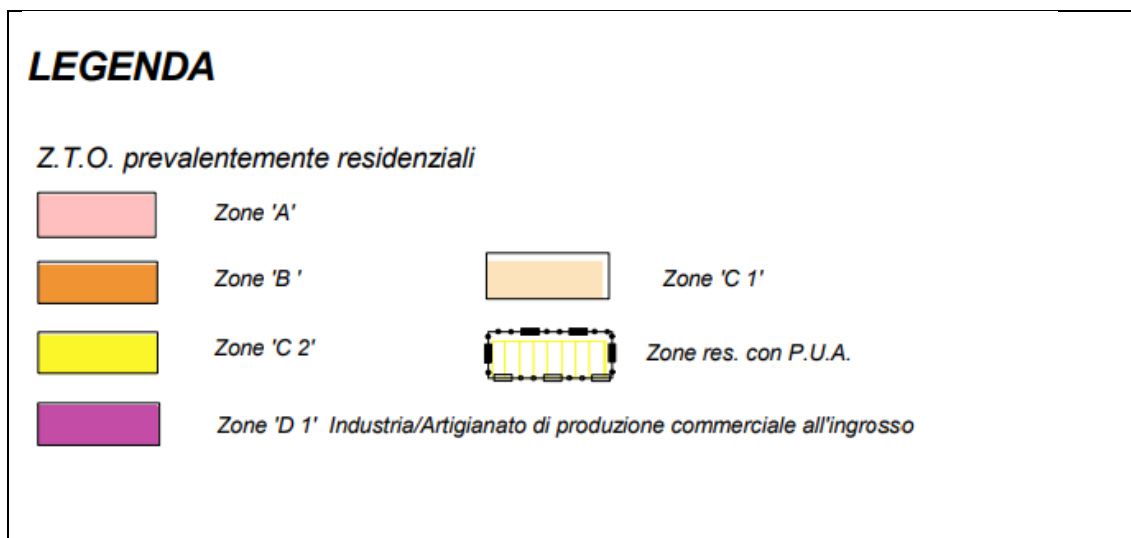 LEGENDA
Z.T.O. prevalentemente residenziali
Zone 'A'
Zone 'B '
Zone 'C 1'
Zone 'C 2'
Zone res. con P.U.A.
Zone 'D 1' Industria/Artigianato di produzione commerciale all'ingrosso